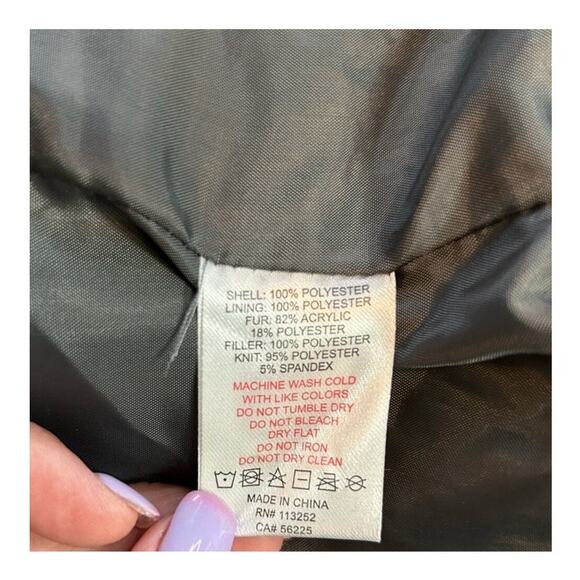 SHELL: 100% POLYESTER
LINING: 100% POLYESTER
FUR: 82% ACRYLIC
18% POLYESTER
FILLER: 100% POLYESTER
KNIT: 95% POLYESTER
5% SPANDEX
MACHINE WASH COLD
WITH LIKE COLORS
DO NOT TUMBLE DRY
DO NOT BLEACH
DRY FLAT
DO NOT IRON
DO NOT DRY CLEAN
MADE IN CHINA
RN# 113252
CA# 56225